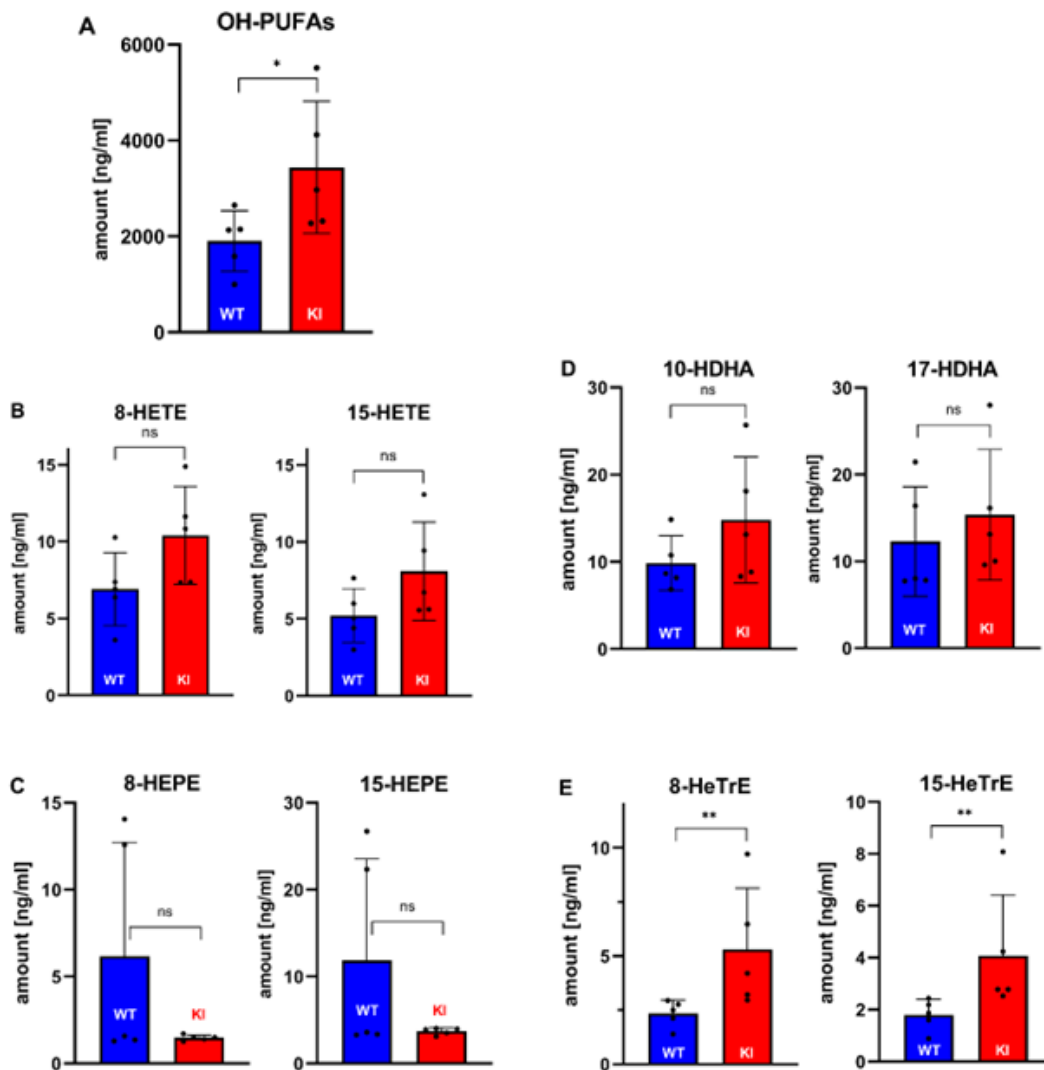 A
OH-PUFAs
amount [ng/ml]
6000
4000
2000
0
*
WT
KI
B
8-HETE
amount [ng/ml]
15
10
5
0
ns
WT
KI
15-HETE
amount [ng/ml]
15
10
5
0
ns
WT
KI
C
8-HEPE
amount [ng/ml]
15
10
5
0
ns
WT
KI
15-HEPE
amount [ng/ml]
30
20
10
0
ns
WT
KI
D
10-HDHA
amount [ng/ml]
30
20
10
0
ns
WT
KI
17-HDHA
amount [ng/ml]
30
20
10
0
ns
WT
KI
E
8-HeTrE
amount [ng/ml]
10
5
0
**
WT
KI
15-HeTrE
amount [ng/ml]
10
8
6
4
2
0
**
WT
KI